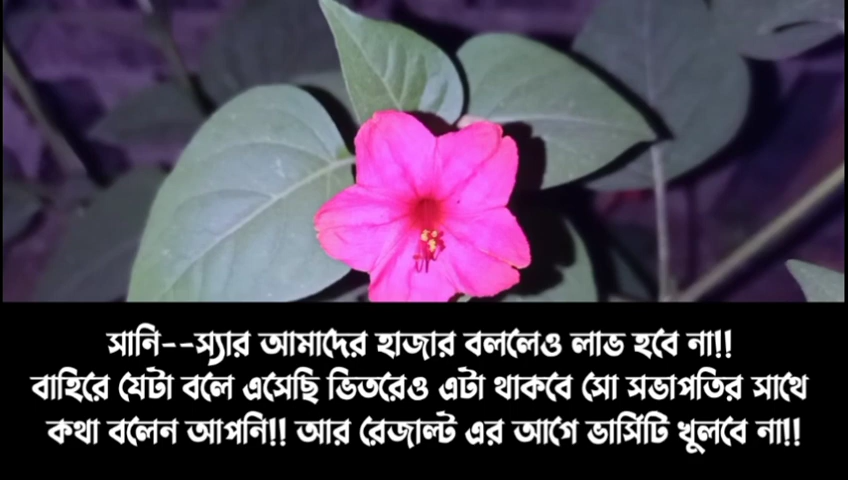 সানি--স্যার আমাদের হাজার বললেও লাভ হবে না!!
বাহিরে যেটা বলে এসেছি ভিতরেও এটা থাকবে সো সভাপতির সাথে
কথা বলেন আপনি!! আর রেজাল্ট এর আগে ভার্সিটি খুলবে না!!